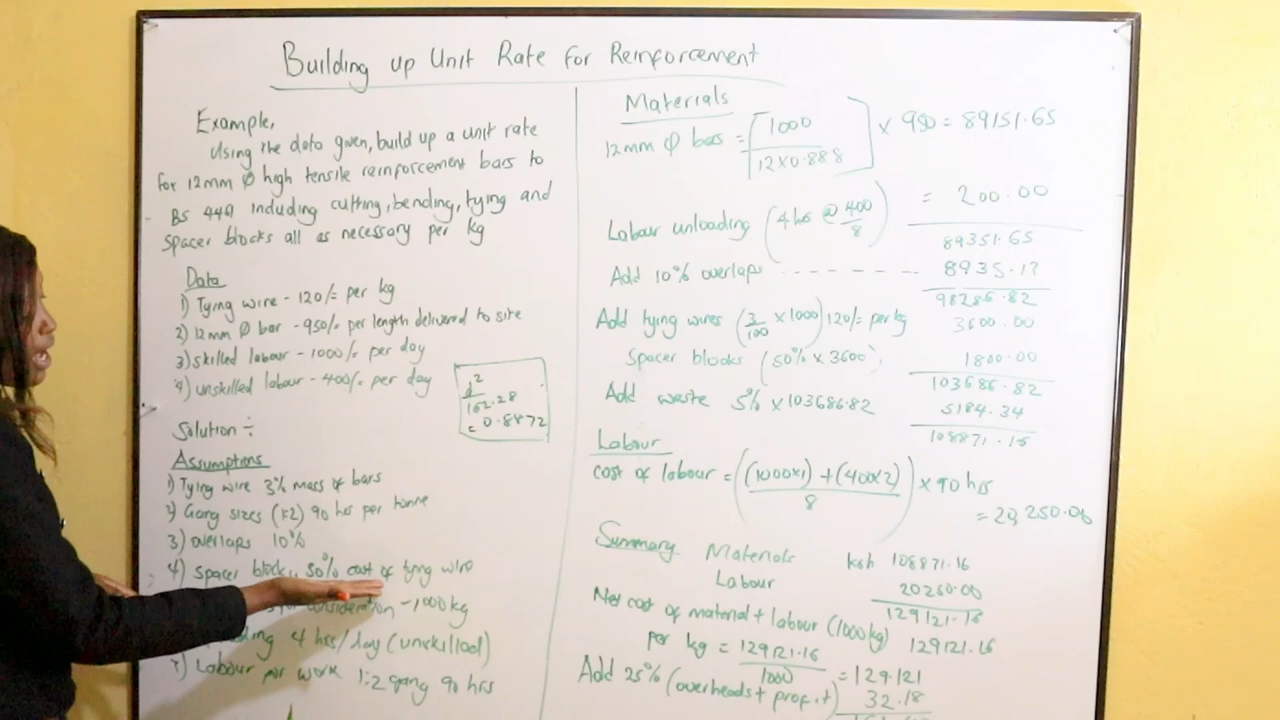 Building up Unit Rate for Reinforcement
Example,
Using the data given, build up a unit rate
for 12mm Ø high tensile reinforcement bars to
BS 4449 including cutting, bending, tying and
spacer blocks all as necessary per kg
Data
1) Tying wire - 120/= per kg
2) 12mm Ø bar - 950/= per length delivered to site
3) skilled labour - 1000/= per day
4) unskilled labour - 400/= per day
d²
162.28
= 0.8872
Solution ÷
Assumptions
1) Tying wire 3% mass of bars
2) Gang sizes (1:2) 90 hrs per tonne
3) overlaps 10%
4) spacer blocks 50% cost of tying wire
consideration - 1000kg
4 hrs/day (unskilled)
7) Labour per work 1:2 gang 90 hrs
Materials
12mm Ø bars = [1000 / 12×0.888] × 950 = 89151.65
Labour unloading (4hs @ 400/8) = 200.00
89351.65
Add 10% overlaps - - - - - - - - - 8935.17
98286.82
Add tying wires (3/100 × 1000) 120/= per kg 3600.00
Spacer blocks (50% × 3600) 1800.00
103686.82
Add waste 5% × 103686.82 5184.34
108871.16
Labour
cost of labour = ((1000×1) + (400×2) / 8) × 90 hrs
= 20,250.00
Summary Materials ksh 108871.16
Labour 20250.00
129121.16
Net cost of material + labour (1000kg) 129121.16
per kg = 129121.16 / 1000 = 129.121
Add 25% (overheads + profit) 32.18